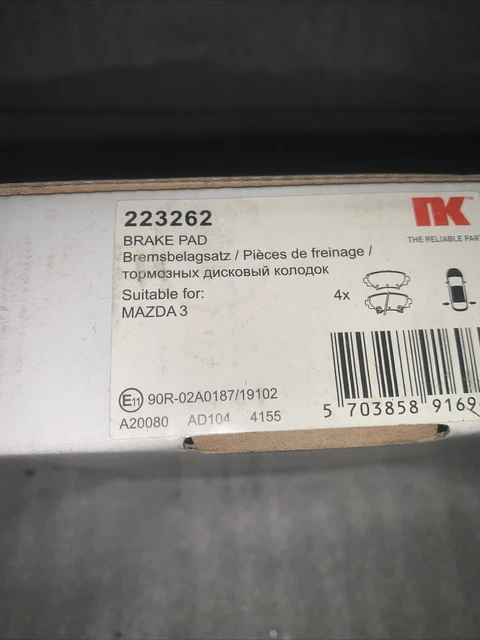 223262
NK
BRAKE PAD
THE RELIABLE PAR
Bremsbelagsatz / Pièces de freinage /
тормозных дисковый колодок
Suitable for:
4x
MAZDA 3
E11 90R-02A0187/19102
5 703858 9169
A20080 AD104 4155